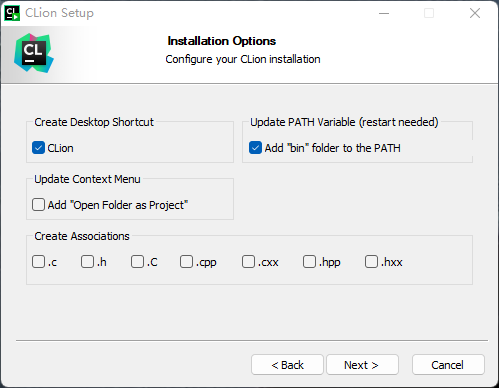 CLion Setup
CL
Installation Options
Configure your CLion installation
Create Desktop Shortcut
CLion
Update PATH Variable (restart needed)
Add "bin" folder to the PATH
Update Context Menu
Add "Open Folder as Project"
Create Associations
.c .h .C .cpp .cxx .hpp .hxx
< Back Next > Cancel